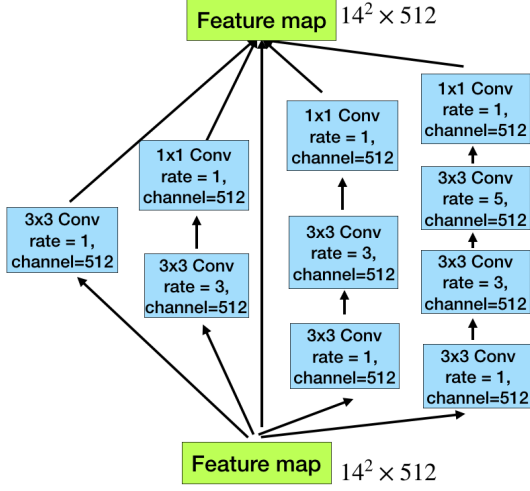 Feature map
14² × 512
1x1 Conv
rate = 1,
channel=512
1x1 Conv
rate = 1,
channel=512
1x1 Conv
rate = 1,
channel=512
3x3 Conv
rate = 5,
channel=512
3x3 Conv
rate = 1,
channel=512
3x3 Conv
rate = 3,
channel=512
3x3 Conv
rate = 3,
channel=512
3x3 Conv
rate = 3,
channel=512
3x3 Conv
rate = 1,
channel=512
3x3 Conv
rate = 1,
channel=512
Feature map
14² × 512